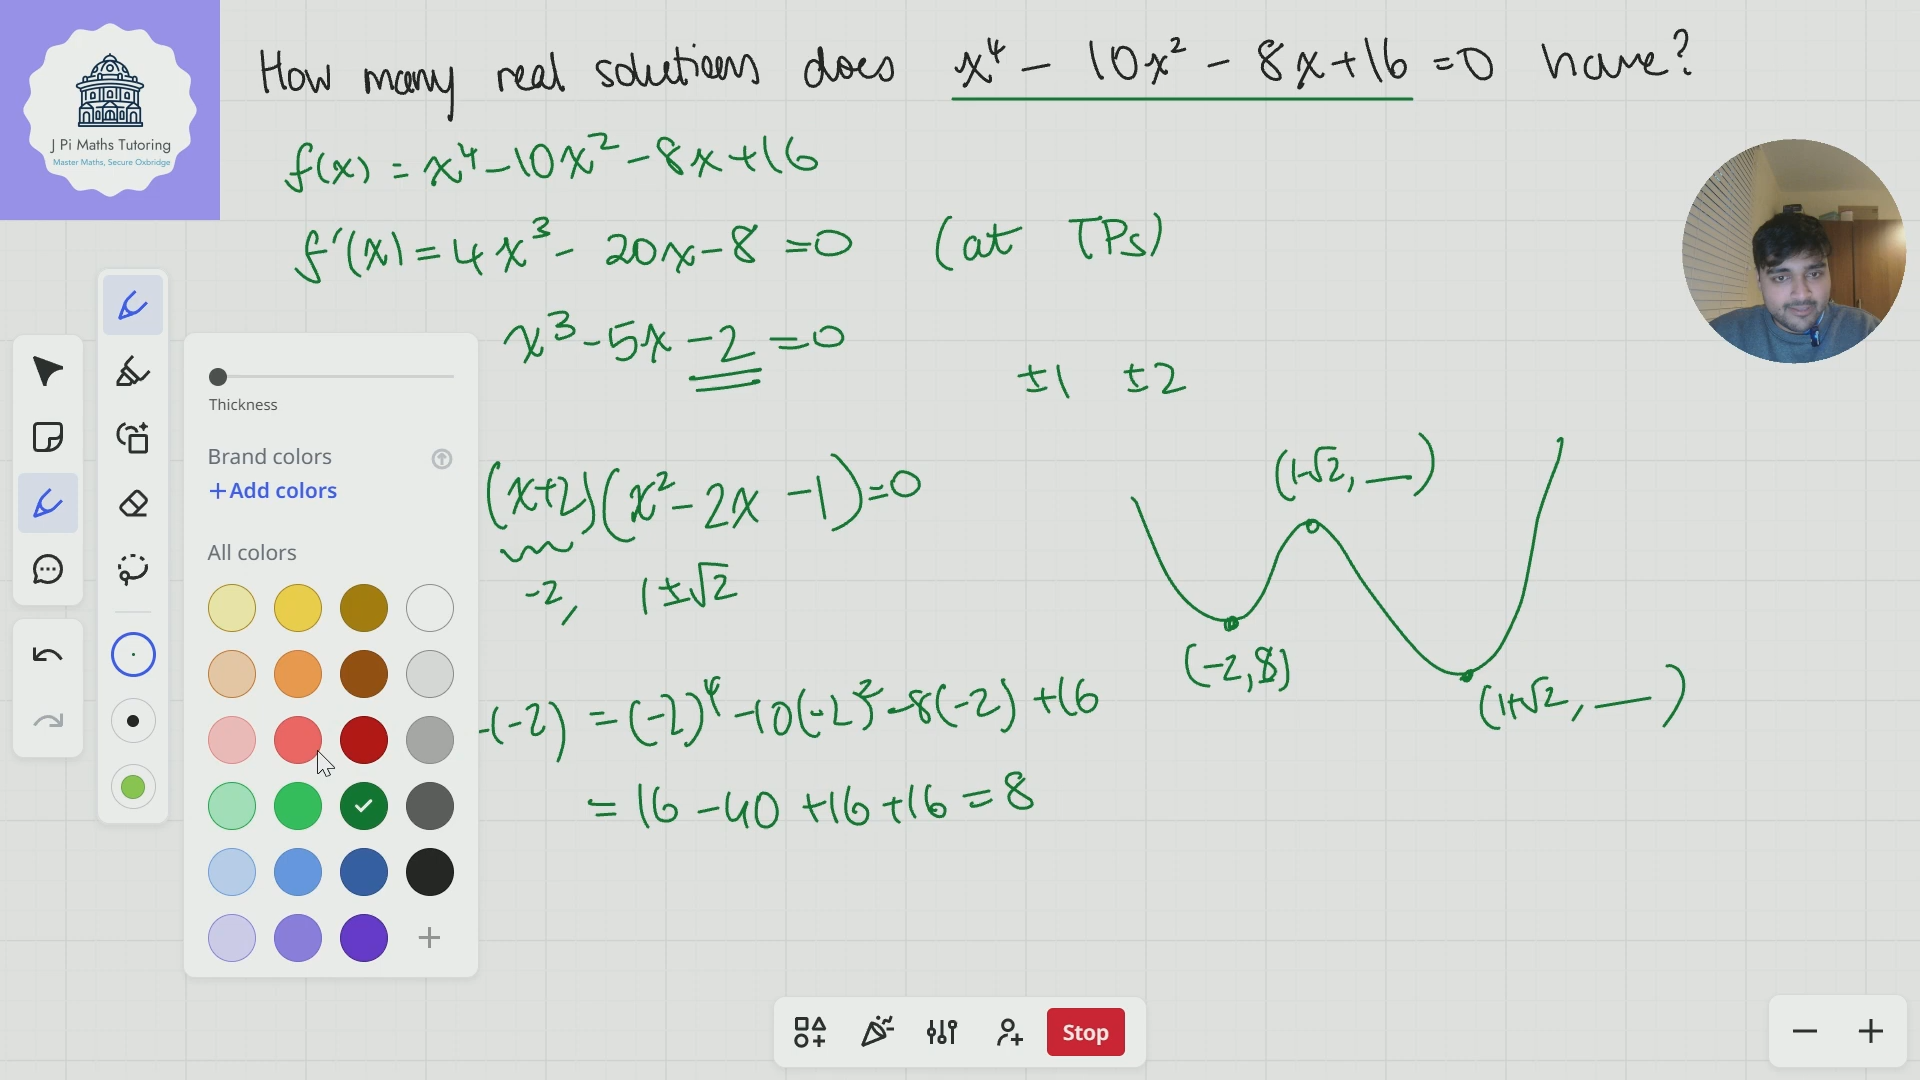 J Pi Maths Tutoring
Master Maths, Secure Oxbridge
How many real solutions does x⁴ − 10x² − 8x + 16 = 0 have?
f(x) = x⁴ − 10x² − 8x + 16
f'(x) = 4x³ − 20x − 8 = 0 (at TPs)
x³ − 5x − 2 = 0
±1 ±2
(x+2)(x² − 2x − 1) = 0
−2, 1±√2
(1−√2, __)
(−2, 8)
(1+√2, __)
(−2) = (−2)⁴ − 10(−2)² − 8(−2) + 16
= 16 − 40 + 16 + 16 = 8
Thickness
Brand colors
+Add colors
All colors
Stop